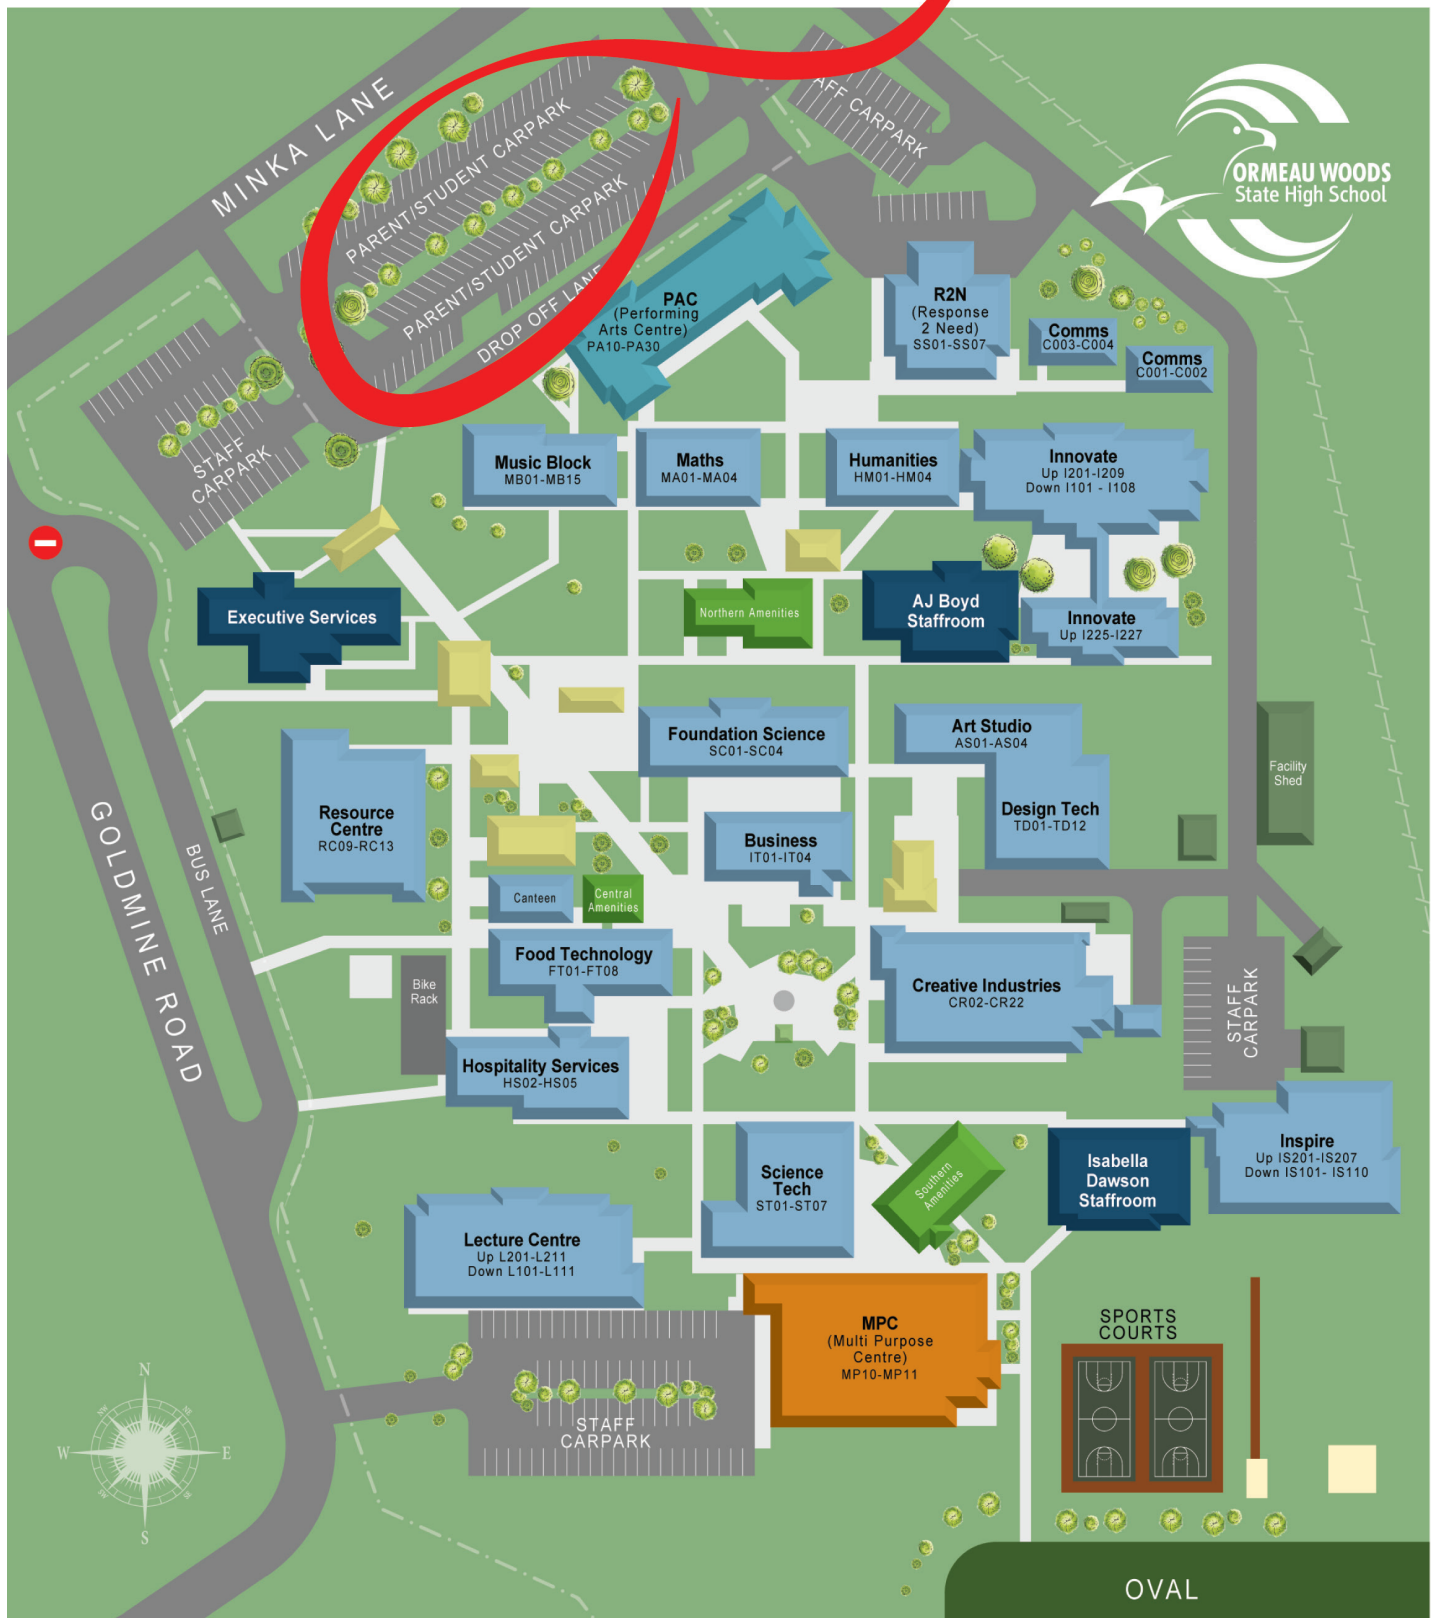 MINKA LANE
PARENT/STUDENT CARPARK
PARENT/STUDENT CARPARK
DROP OFF LANE
AFF CARPARK
ORMEAU WOODS
State High School
STAFF
CARPARK
PAC
(Performing
Arts Centre)
PA10-PA30
R2N
(Response
2 Need)
SS01-SS07
Comms
C003-C004
Comms
C001-C002
Music Block
MB01-MB15
Maths
MA01-MA04
Humanities
HM01-HM04
Innovate
Up I201-I209
Down I101 - I108
Executive Services
Northern Amenities
AJ Boyd
Staffroom
Innovate
Up I225-I227
Foundation Science
SC01-SC04
Art Studio
AS01-AS04
Facility
Shed
Resource
Centre
RC09-RC13
Business
IT01-IT04
Design Tech
TD01-TD12
GOLDMINE ROAD
BUS LANE
Canteen
Central
Amenities
Food Technology
FT01-FT08
Bike
Rack
Creative Industries
CR02-CR22
STAFF
CARPARK
Hospitality Services
HS02-HS05
Science
Tech
ST01-ST07
Southern
Amenities
Isabella
Dawson
Staffroom
Inspire
Up IS201-IS207
Down IS101- IS110
Lecture Centre
Up L201-L211
Down L101-L111
MPC
(Multi Purpose
Centre)
MP10-MP11
SPORTS
COURTS
STAFF
CARPARK
N
NW
NE
W
E
SW
SE
S
OVAL